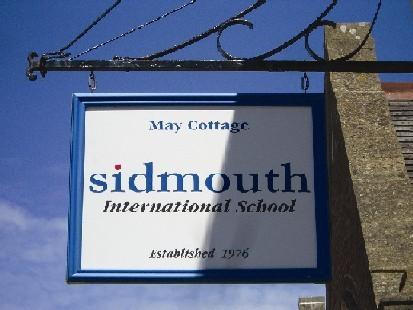 May Cottage
sidmouth
International School
Established 1976